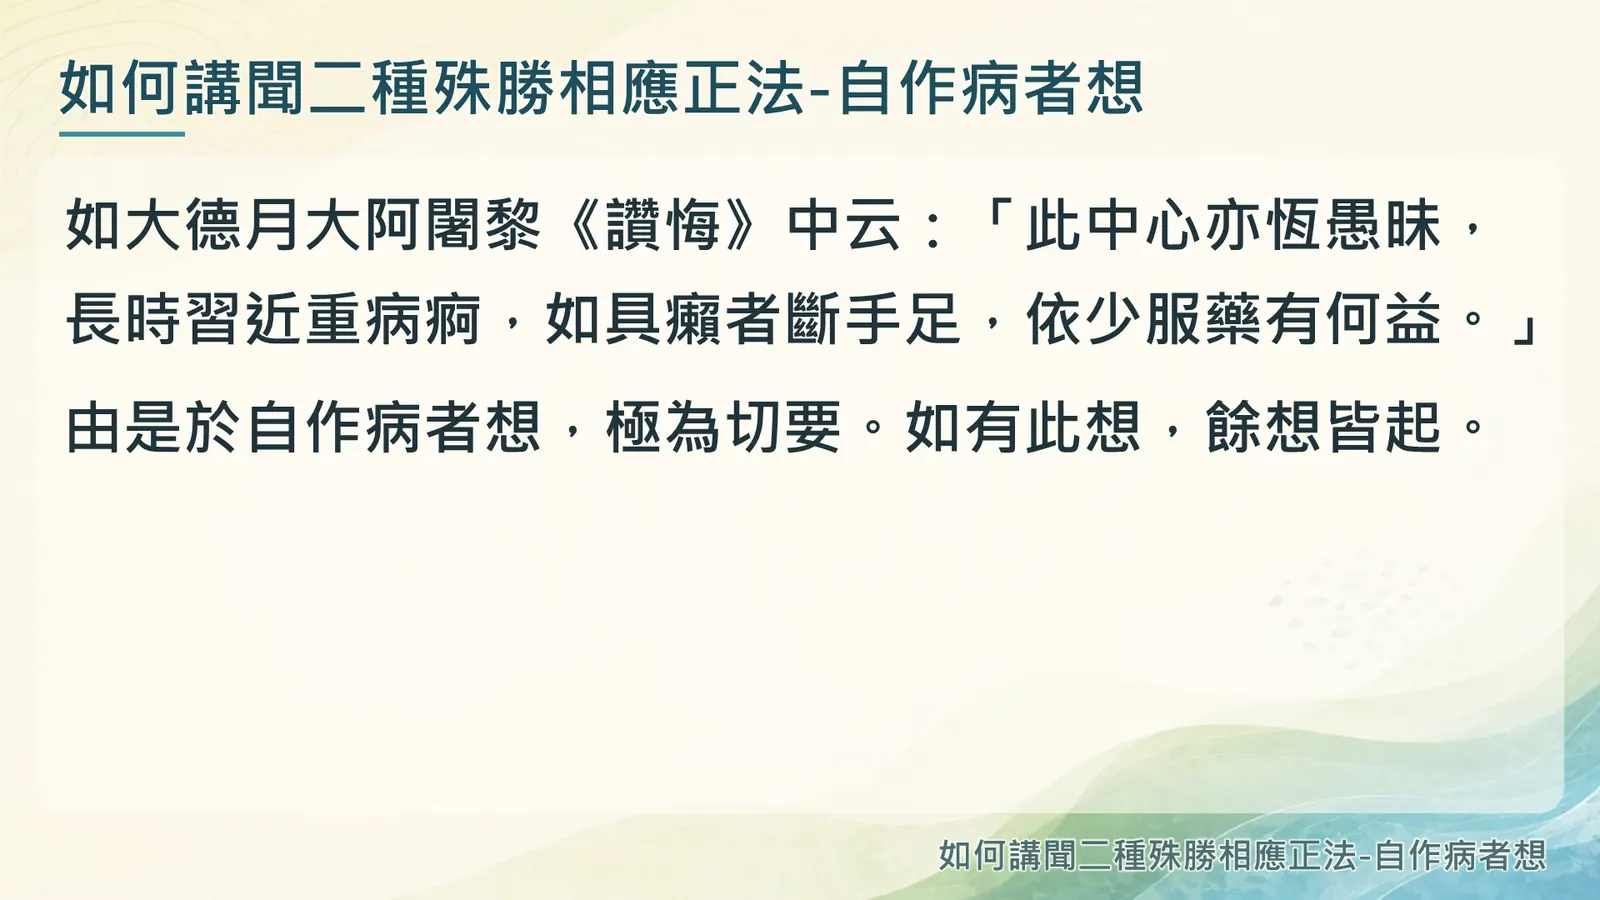 如何講聞二種殊勝相應正法-自作病者想
如大德月大阿闍黎《讚悔》中云：「此中心亦恆愚昧，
長時習近重病痾，如具癩者斷手足，依少服藥有何益。」
由是於自作病者想，極為切要。如有此想，餘想皆起。
如何講聞二種殊勝相應正法-自作病者想